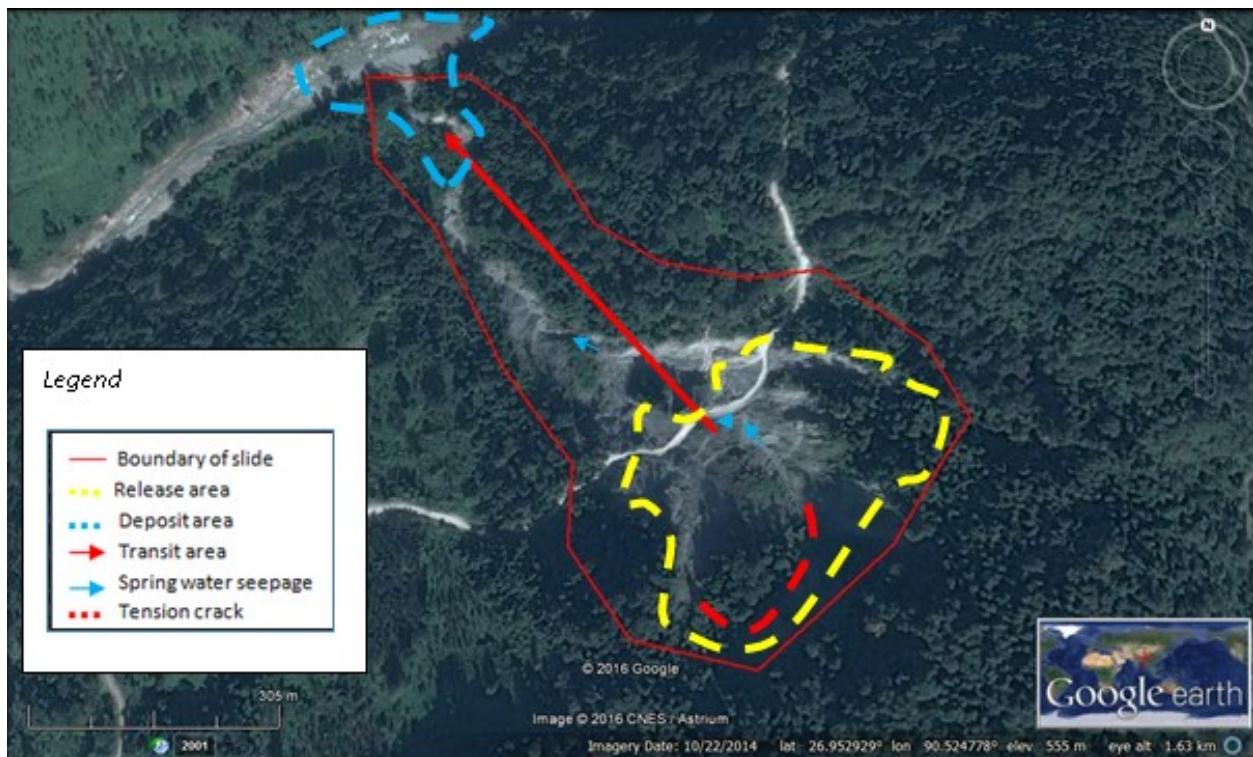 N
Legend
Boundary of slide
Release area
Deposit area
Transit area
Spring water seepage
Tension crack
© 2016 Google
305 m
Google earth
Image © 2016 CNES / Astrium
2001
Imagery Date: 10/22/2014 lat 26.952929° lon 90.524778° elev 555 m eye alt 1.63 km